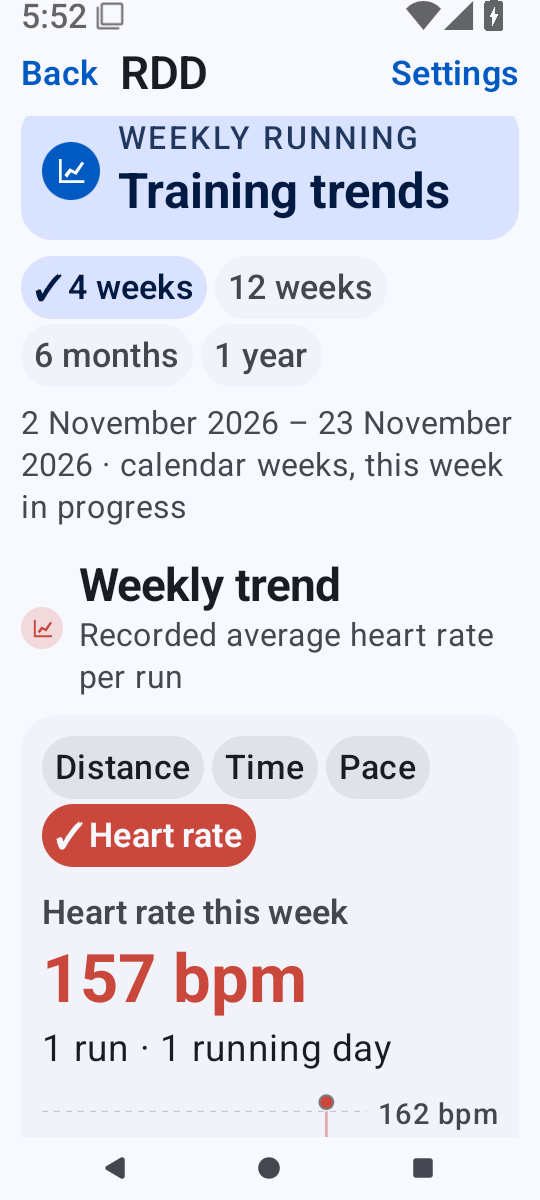 5:52
Back RDD Settings
WEEKLY RUNNING
Training trends
✓ 4 weeks 12 weeks
6 months 1 year
2 November 2026 – 23 November
2026 · calendar weeks, this week
in progress
Weekly trend
Recorded average heart rate
per run
Distance Time Pace
✓ Heart rate
Heart rate this week
157 bpm
1 run · 1 running day
162 bpm